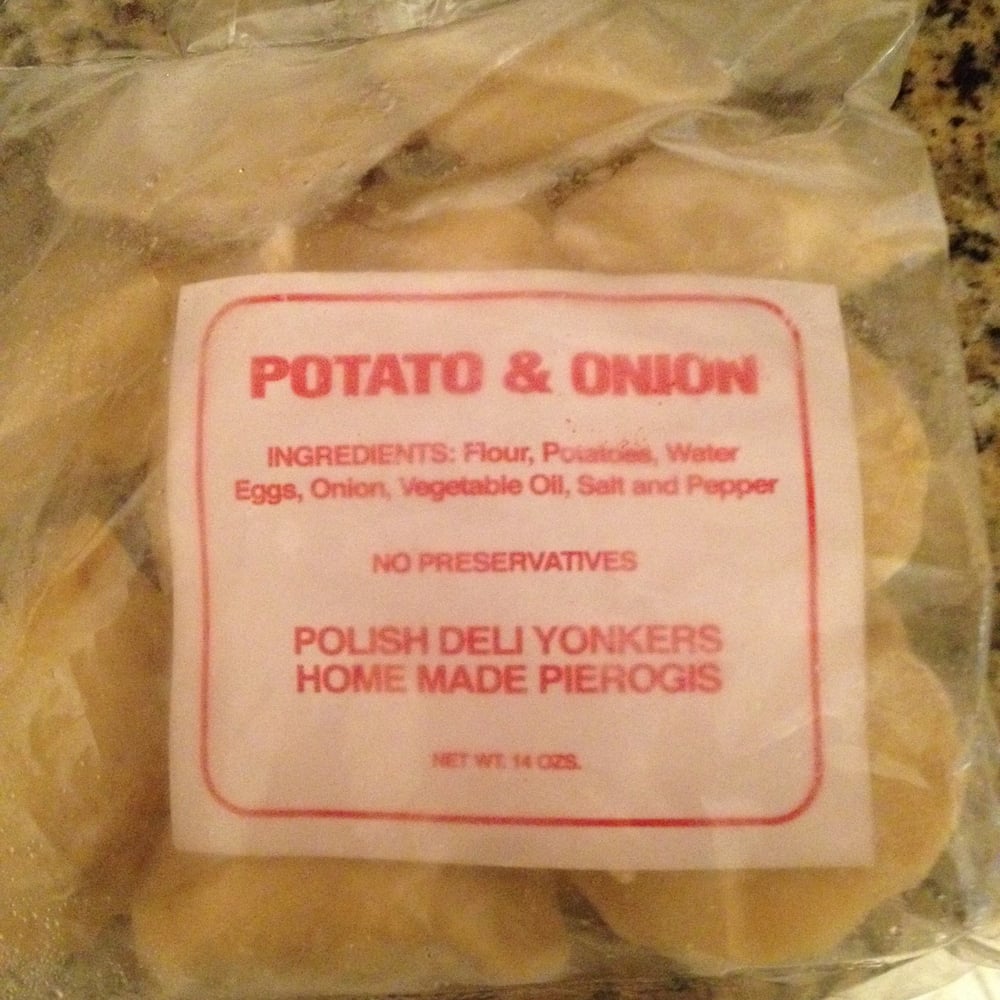 POTATO & ONION
INGREDIENTS: Flour, Potatoes, Water
Eggs, Onion, Vegetable Oil, Salt and Pepper
NO PRESERVATIVES
POLISH DELI YONKERS
HOME MADE PIEROGIS
NET WT. 14 OZS.